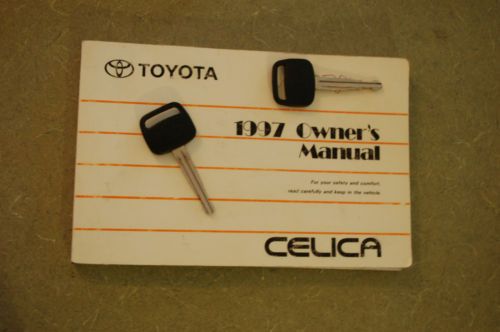 TOYOTA
1997 Owner's
Manual
For your safety and comfort,
read carefully and keep in the vehicle
CELICA